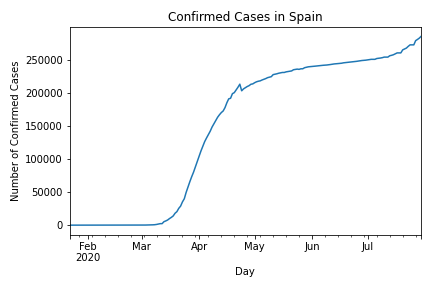 Confirmed Cases in Spain
Number of Confirmed Cases
250000
200000
150000
100000
50000
0
Feb Mar Apr May Jun Jul
2020
Day